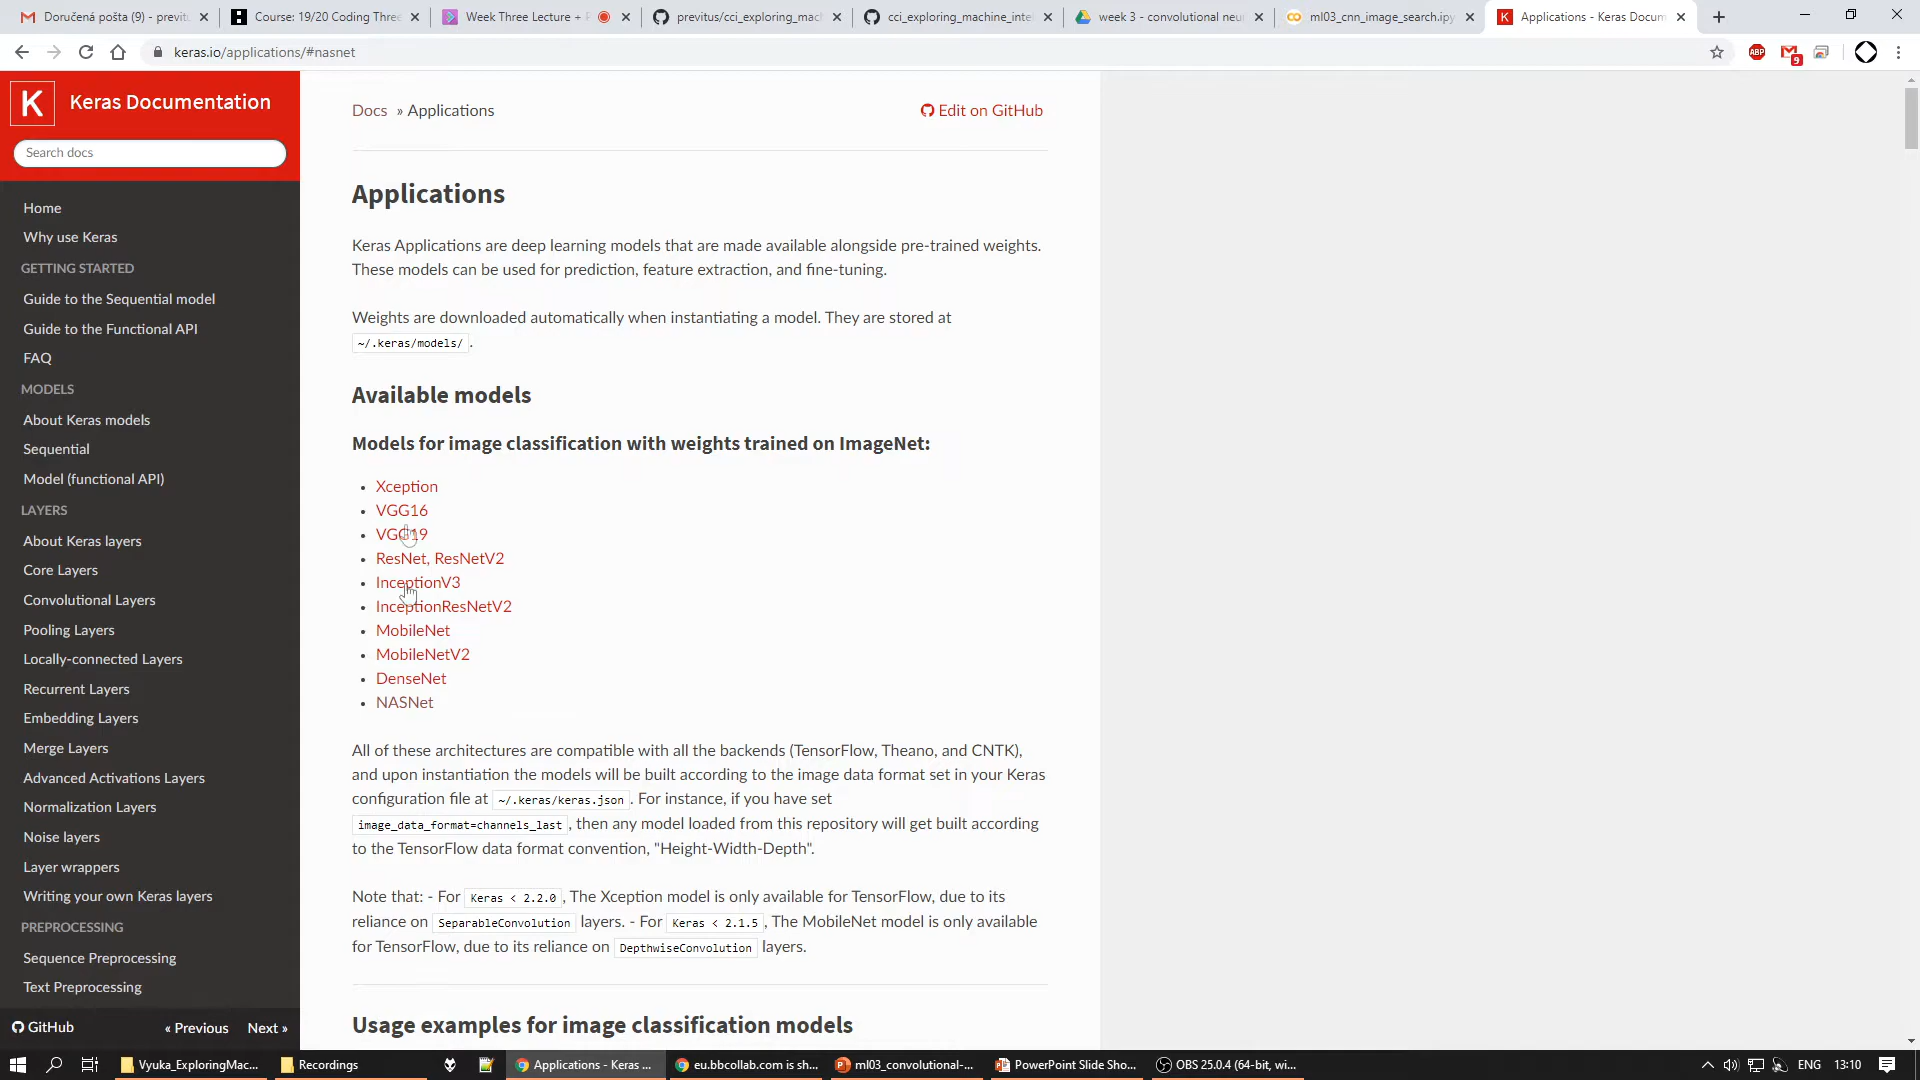 Doručená pošta (9) - previtu
Course: 19/20 Coding Three
Week Three Lecture + P
previtus/cci_exploring_mach
cci_exploring_machine_intel
week 3 - convolutional neur
ml03_cnn_image_search.ipy
Applications - Keras Docum
keras.io/applications/#nasnet
ABP
9
K
Keras Documentation
Search docs
Home
Why use Keras
GETTING STARTED
Guide to the Sequential model
Guide to the Functional API
FAQ
MODELS
About Keras models
Sequential
Model (functional API)
LAYERS
About Keras layers
Core Layers
Convolutional Layers
Pooling Layers
Locally-connected Layers
Recurrent Layers
Embedding Layers
Merge Layers
Advanced Activations Layers
Normalization Layers
Noise layers
Layer wrappers
Writing your own Keras layers
PREPROCESSING
Sequence Preprocessing
Text Preprocessing
GitHub
« Previous
Next »
Docs » Applications
Edit on GitHub
Applications
Keras Applications are deep learning models that are made available alongside pre-trained weights.
These models can be used for prediction, feature extraction, and fine-tuning.
Weights are downloaded automatically when instantiating a model. They are stored at
~/.keras/models/ .
Available models
Models for image classification with weights trained on ImageNet:
• Xception
• VGG16
• VGG19
• ResNet, ResNetV2
• InceptionV3
• InceptionResNetV2
• MobileNet
• MobileNetV2
• DenseNet
• NASNet
All of these architectures are compatible with all the backends (TensorFlow, Theano, and CNTK),
and upon instantiation the models will be built according to the image data format set in your Keras
configuration file at ~/.keras/keras.json . For instance, if you have set
image_data_format=channels_last , then any model loaded from this repository will get built according
to the TensorFlow data format convention, "Height-Width-Depth".
Note that: - For Keras < 2.2.0 , The Xception model is only available for TensorFlow, due to its
reliance on SeparableConvolution layers. - For Keras < 2.1.5 , The MobileNet model is only available
for TensorFlow, due to its reliance on DepthwiseConvolution layers.
Usage examples for image classification models
Vyuka_ExploringMac...
Recordings
Applications - Keras ...
eu.bbcollab.com is sh...
ml03_convolutional-...
PowerPoint Slide Sho...
OBS 25.0.4 (64-bit, wi...
ENG
13:10